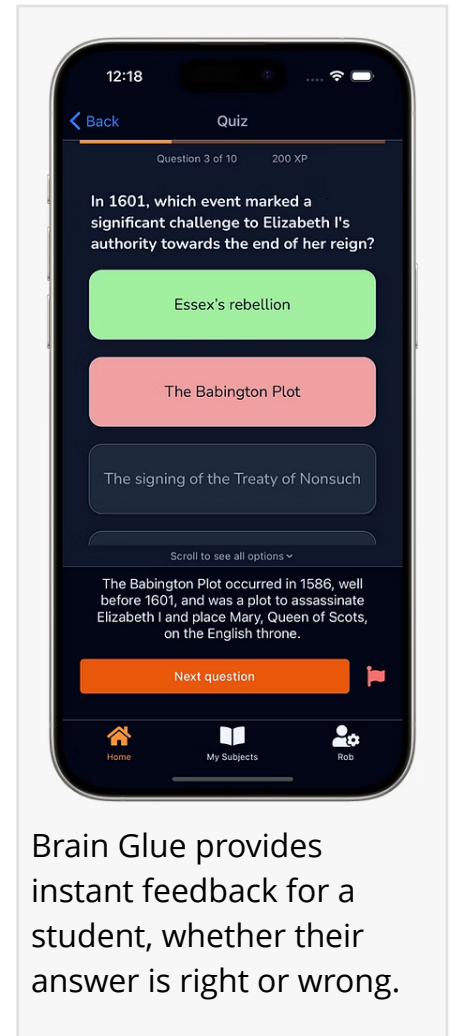 12:18
Back
Quiz
Question 3 of 10 200 XP
In 1601, which event marked a
significant challenge to Elizabeth I's
authority towards the end of her reign?
Essex's rebellion
The Babington Plot
The signing of the Treaty of Nonsuch
Scroll to see all options
The Babington Plot occurred in 1586, well
before 1601, and was a plot to assassinate
Elizabeth I and place Mary, Queen of Scots,
on the English throne.
Next question
Home My Subjects Rob
Brain Glue provides
instant feedback for a
student, whether their
answer is right or wrong.